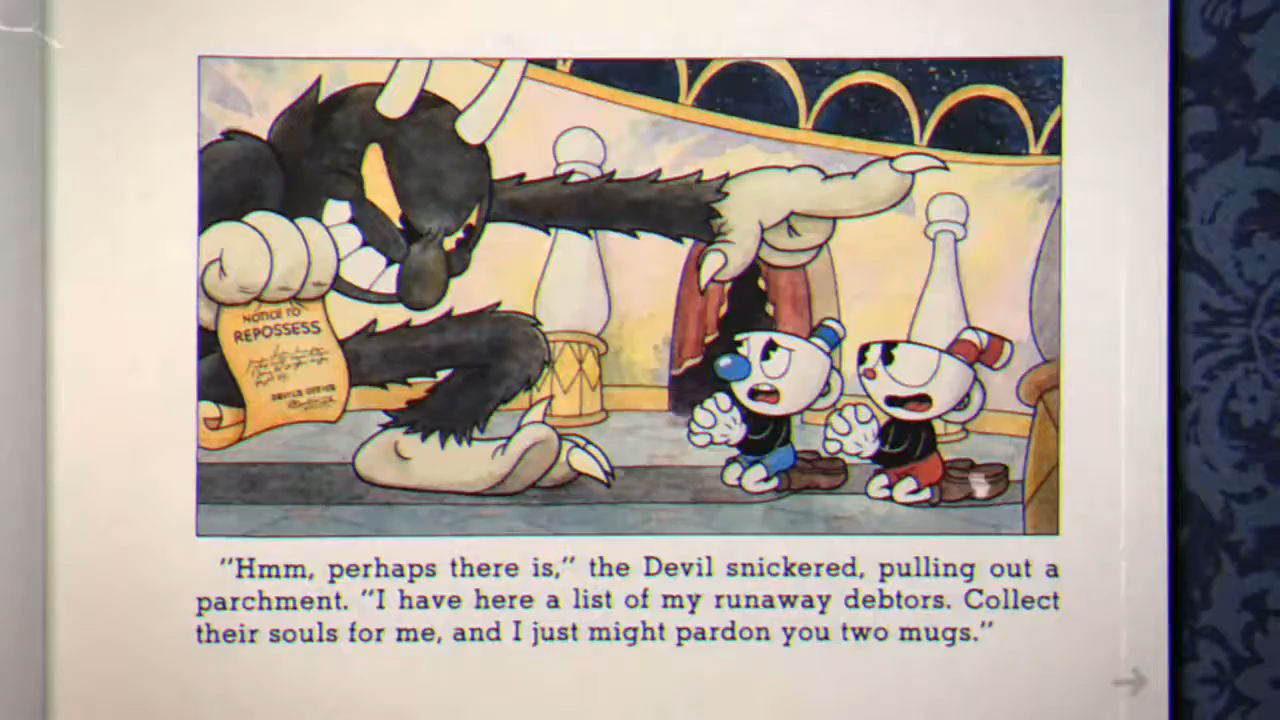 NOTICE TO
REPOSSESS
"Hmm, perhaps there is," the Devil snickered, pulling out a
parchment. "I have here a list of my runaway debtors. Collect
their souls for me, and I just might pardon you two mugs."